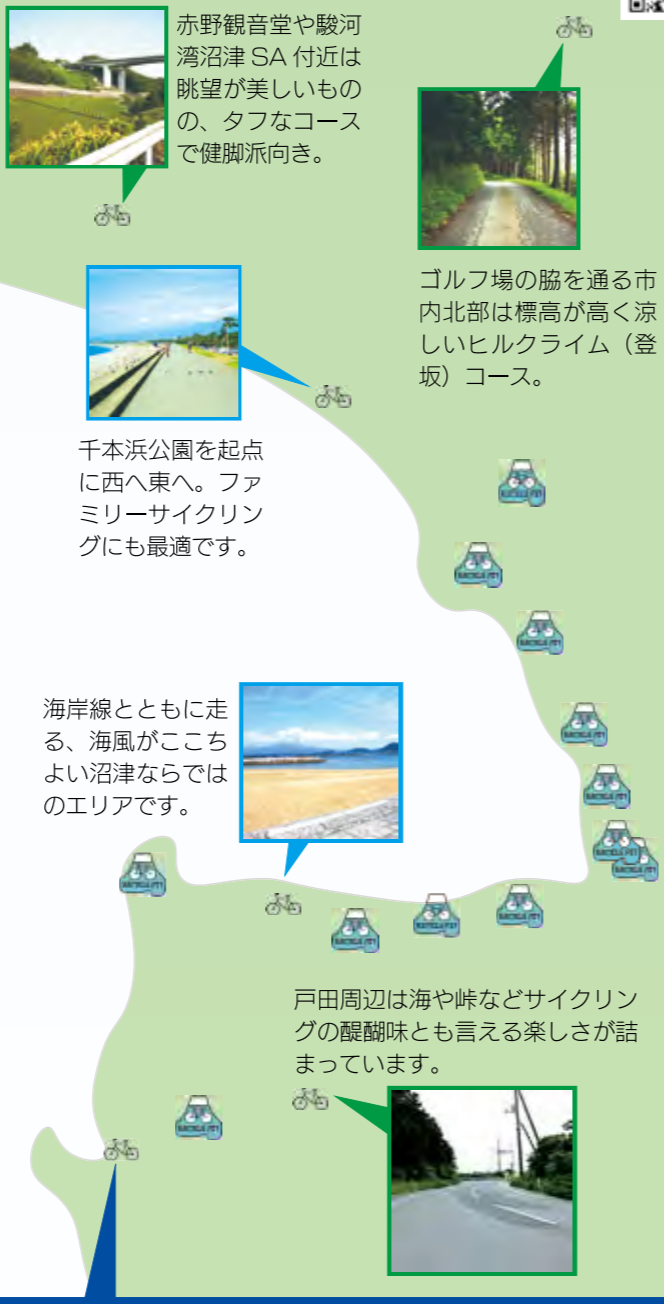 赤野観音堂や駿河
湾沼津 SA 付近は
眺望が美しいもの
の、タフなコース
で健脚派向き。
ゴルフ場の脇を通る市
内北部は標高が高く涼
しいヒルクライム（登
坂）コース。
千本浜公園を起点
に西へ東へ。ファ
ミリーサイクリン
グにも最適です。
海岸線とともに走
る、海風がここち
よい沼津ならでは
のエリアです。
戸田周辺は海や峠などサイクリン
グの醍醐味とも言える楽しさが詰
まっています。